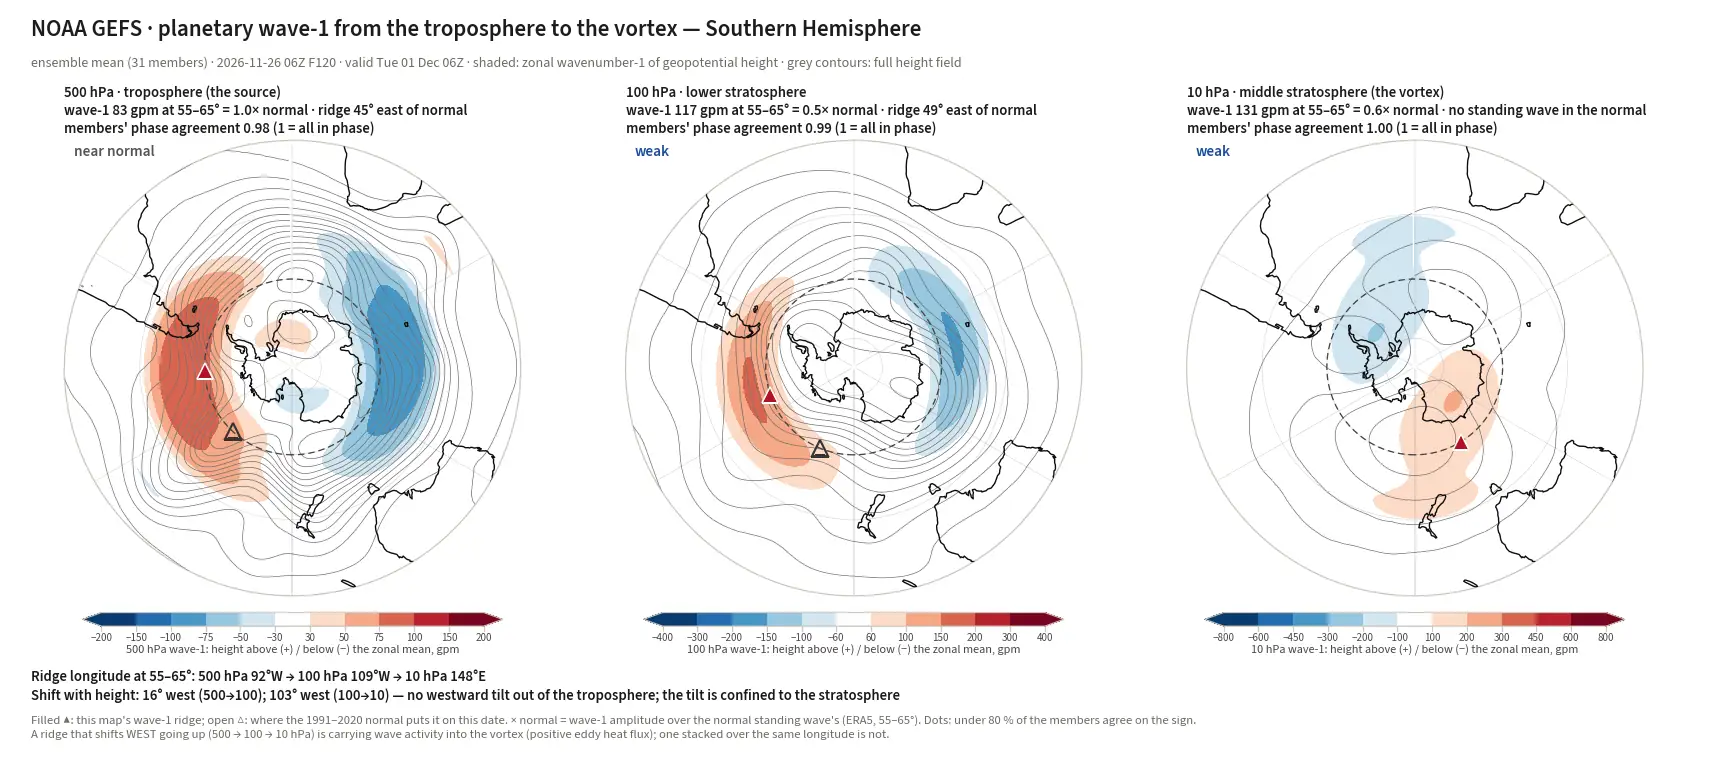 NOAA GEFS · planetary wave-1 from the troposphere to the vortex — Southern Hemisphere
ensemble mean (31 members) · 2026-11-26 06Z F120 · valid Tue 01 Dec 06Z · shaded: zonal wavenumber-1 of geopotential height · grey contours: full height field
500 hPa · troposphere (the source)
wave-1 83 gpm at 55–65° = 1.0× normal · ridge 45° east of normal
members' phase agreement 0.98 (1 = all in phase)
near normal
100 hPa · lower stratosphere
wave-1 117 gpm at 55–65° = 0.5× normal · ridge 49° east of normal
members' phase agreement 0.99 (1 = all in phase)
weak
10 hPa · middle stratosphere (the vortex)
wave-1 131 gpm at 55–65° = 0.6× normal · no standing wave in the normal
members' phase agreement 1.00 (1 = all in phase)
weak
−200 −150 −100 −75 −50 −30 30 50 75 100 150 200
500 hPa wave-1: height above (+) / below (−) the zonal mean, gpm
−400 −300 −200 −150 −100 −60 60 100 150 200 300 400
100 hPa wave-1: height above (+) / below (−) the zonal mean, gpm
−800 −600 −450 −300 −200 −100 100 200 300 450 600 800
10 hPa wave-1: height above (+) / below (−) the zonal mean, gpm
Ridge longitude at 55–65°: 500 hPa 92°W → 100 hPa 109°W → 10 hPa 148°E
Shift with height: 16° west (500→100); 103° west (100→10) — no westward tilt out of the troposphere; the tilt is confined to the stratosphere
Filled ▲: this map's wave-1 ridge; open △: where the 1991–2020 normal puts it on this date. × normal = wave-1 amplitude over the normal standing wave's (ERA5, 55–65°). Dots: under 80 % of the members agree on the sign.
A ridge that shifts WEST going up (500 → 100 → 10 hPa) is carrying wave activity into the vortex (positive eddy heat flux); one stacked over the same longitude is not.